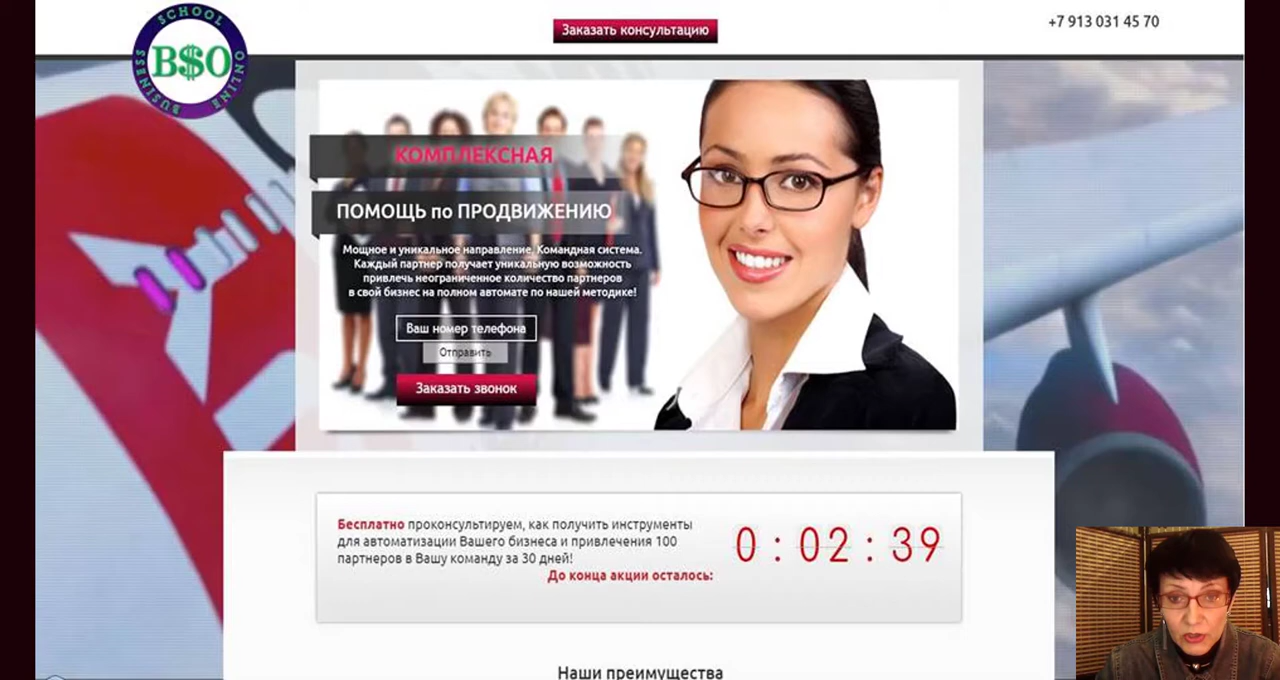 SCHOOL
ONLINE
BUSINESS
B$O
Заказать консультацию
+7 913 031 45 70
КОМПЛЕКСНАЯ
ПОМОЩЬ по ПРОДВИЖЕНИЮ
Мощное и уникальное направление. Командная система.
Каждый партнер получает уникальную возможность
привлечь неограниченное количество партнеров
в свой бизнес на полном автомате по нашей методике!
Ваш номер телефона
Отправить
Заказать звонок
Бесплатно проконсультируем, как получить инструменты
для автоматизации Вашего бизнеса и привлечения 100
партнеров в Вашу команду за 30 дней!
До конца акции осталось:
0 : 02 : 39
Наши преимущества